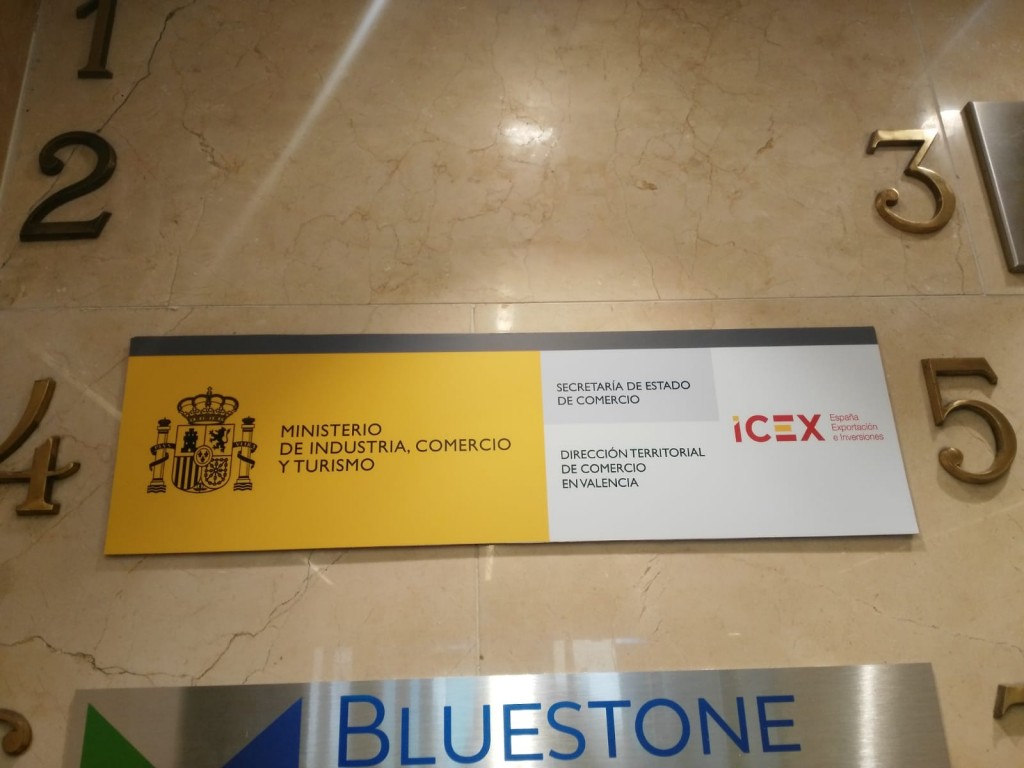 1
2
3
MINISTERIO
DE INDUSTRIA, COMERCIO
Y TURISMO
SECRETARÍA DE ESTADO
DE COMERCIO
DIRECCIÓN TERRITORIAL
DE COMERCIO
EN VALENCIA
iCEX
España
Exportación
e Inversiones
4
5
BLUESTONE